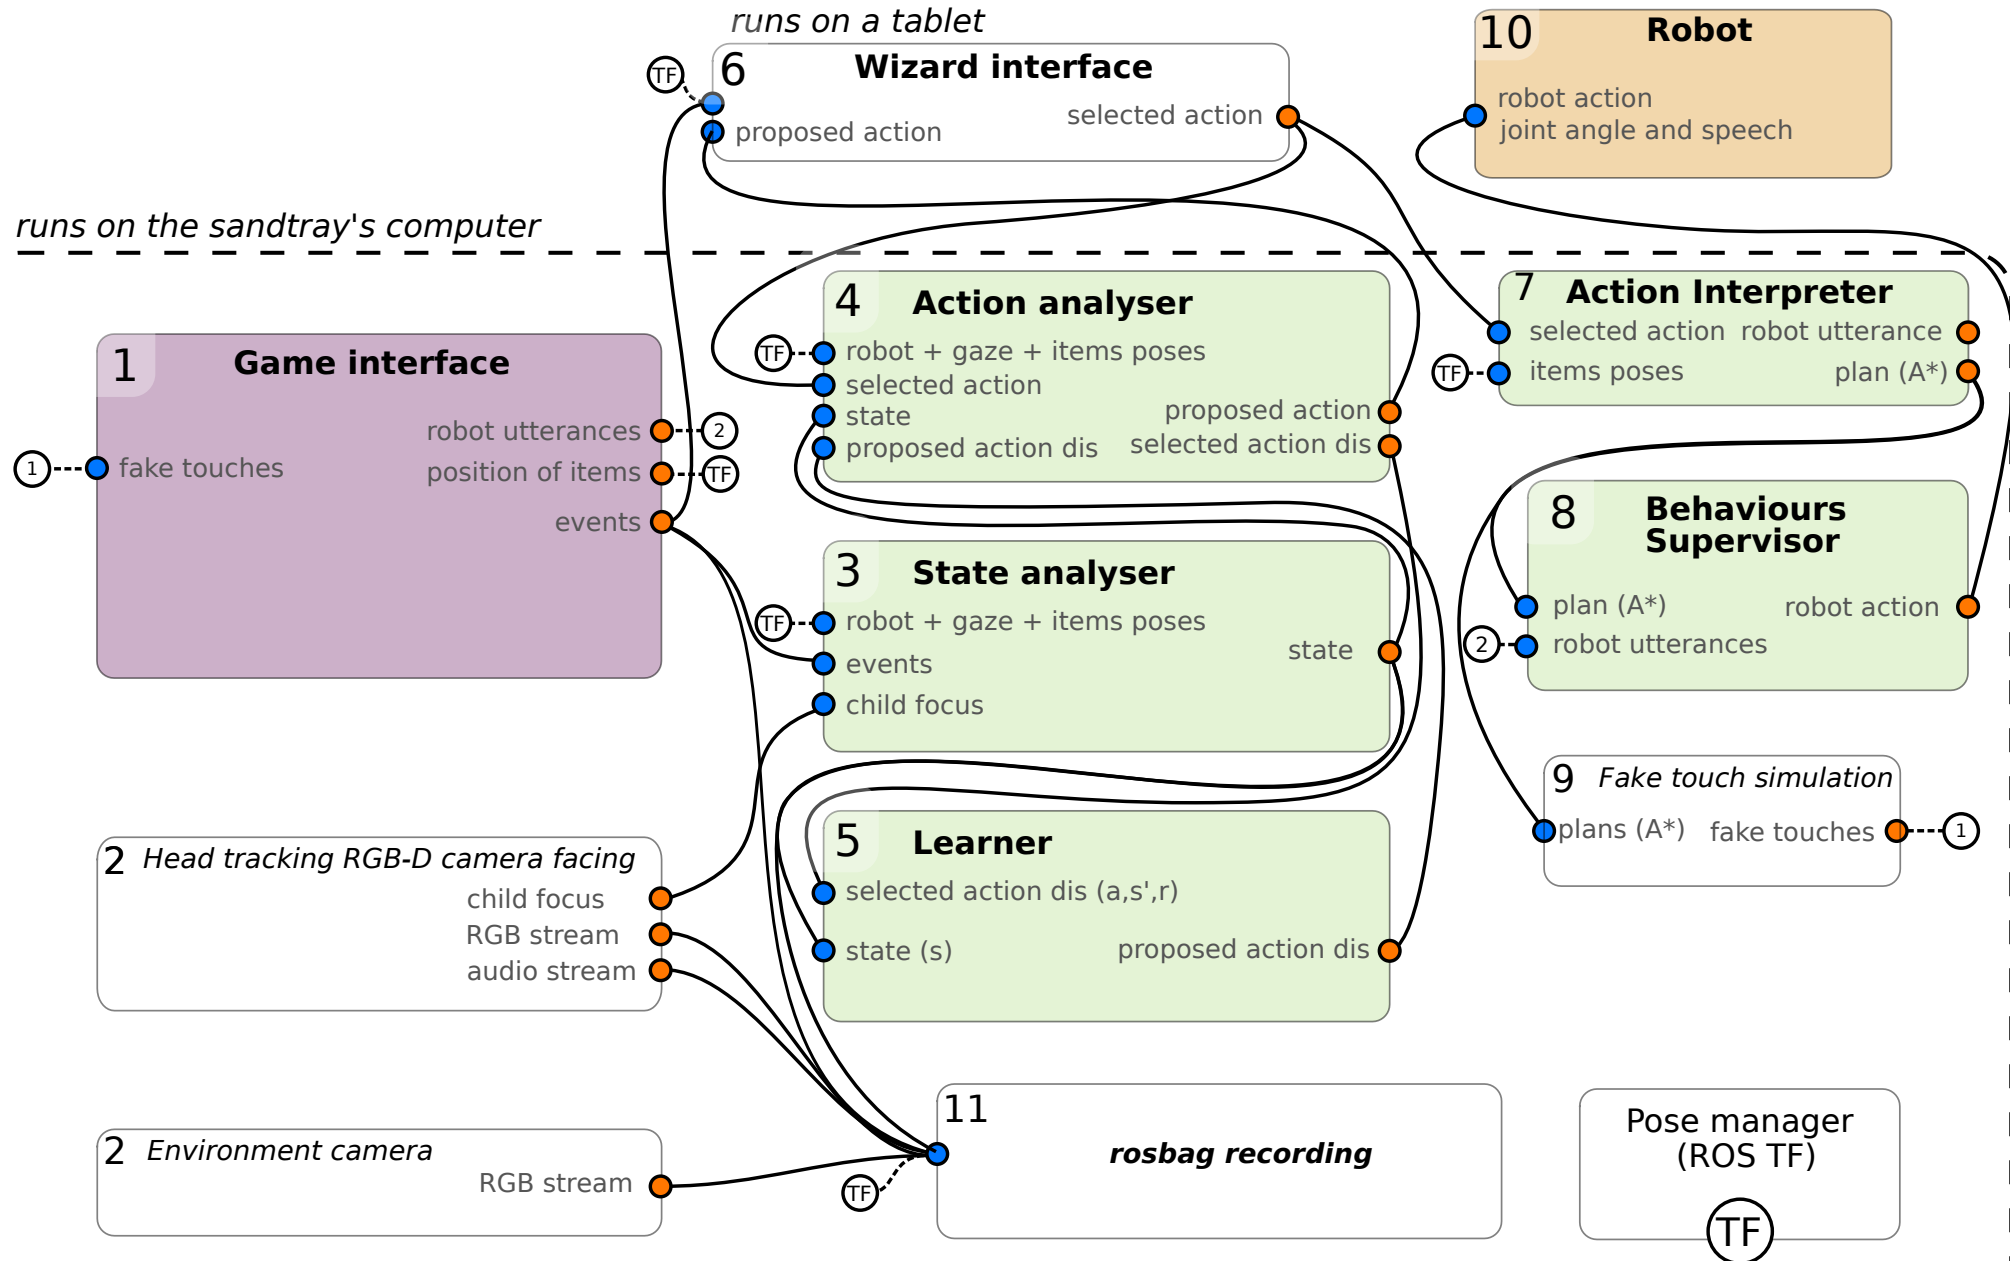 runs on a tablet
6
Wizard interface
TF
proposed action
selected action
10
Robot
robot action
joint angle and speech
runs on the sandtray's computer
1
Game interface
robot utterances
2
position of items
TF
1
fake touches
events
4
Action analyser
TF
robot + gaze + items poses
selected action
state
proposed action dis
proposed action
selected action dis
7
Action Interpreter
selected action
robot utterance
TF
items poses
plan (A*)
3
State analyser
TF
robot + gaze + items poses
events
child focus
state
8
Behaviours
Supervisor
plan (A*)
robot action
2
robot utterances
9
Fake touch simulation
plans (A*)
fake touches
1
2
Head tracking RGB-D camera facing
child focus
RGB stream
audio stream
5
Learner
selected action dis (a,s',r)
state (s)
proposed action dis
2
Environment camera
RGB stream
11
rosbag recording
TF
Pose manager
(ROS TF)
TF